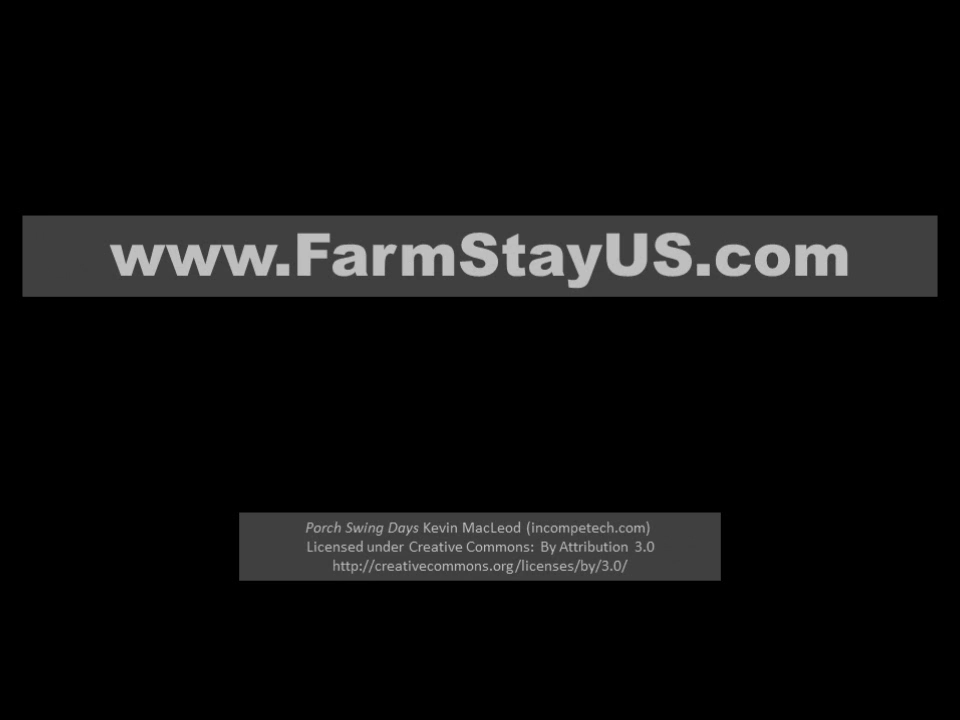 www.FarmStayUS.com
Porch Swing Days Kevin MacLeod (incompetech.com)
Licensed under Creative Commons: By Attribution 3.0
http://creativecommons.org/licenses/by/3.0/